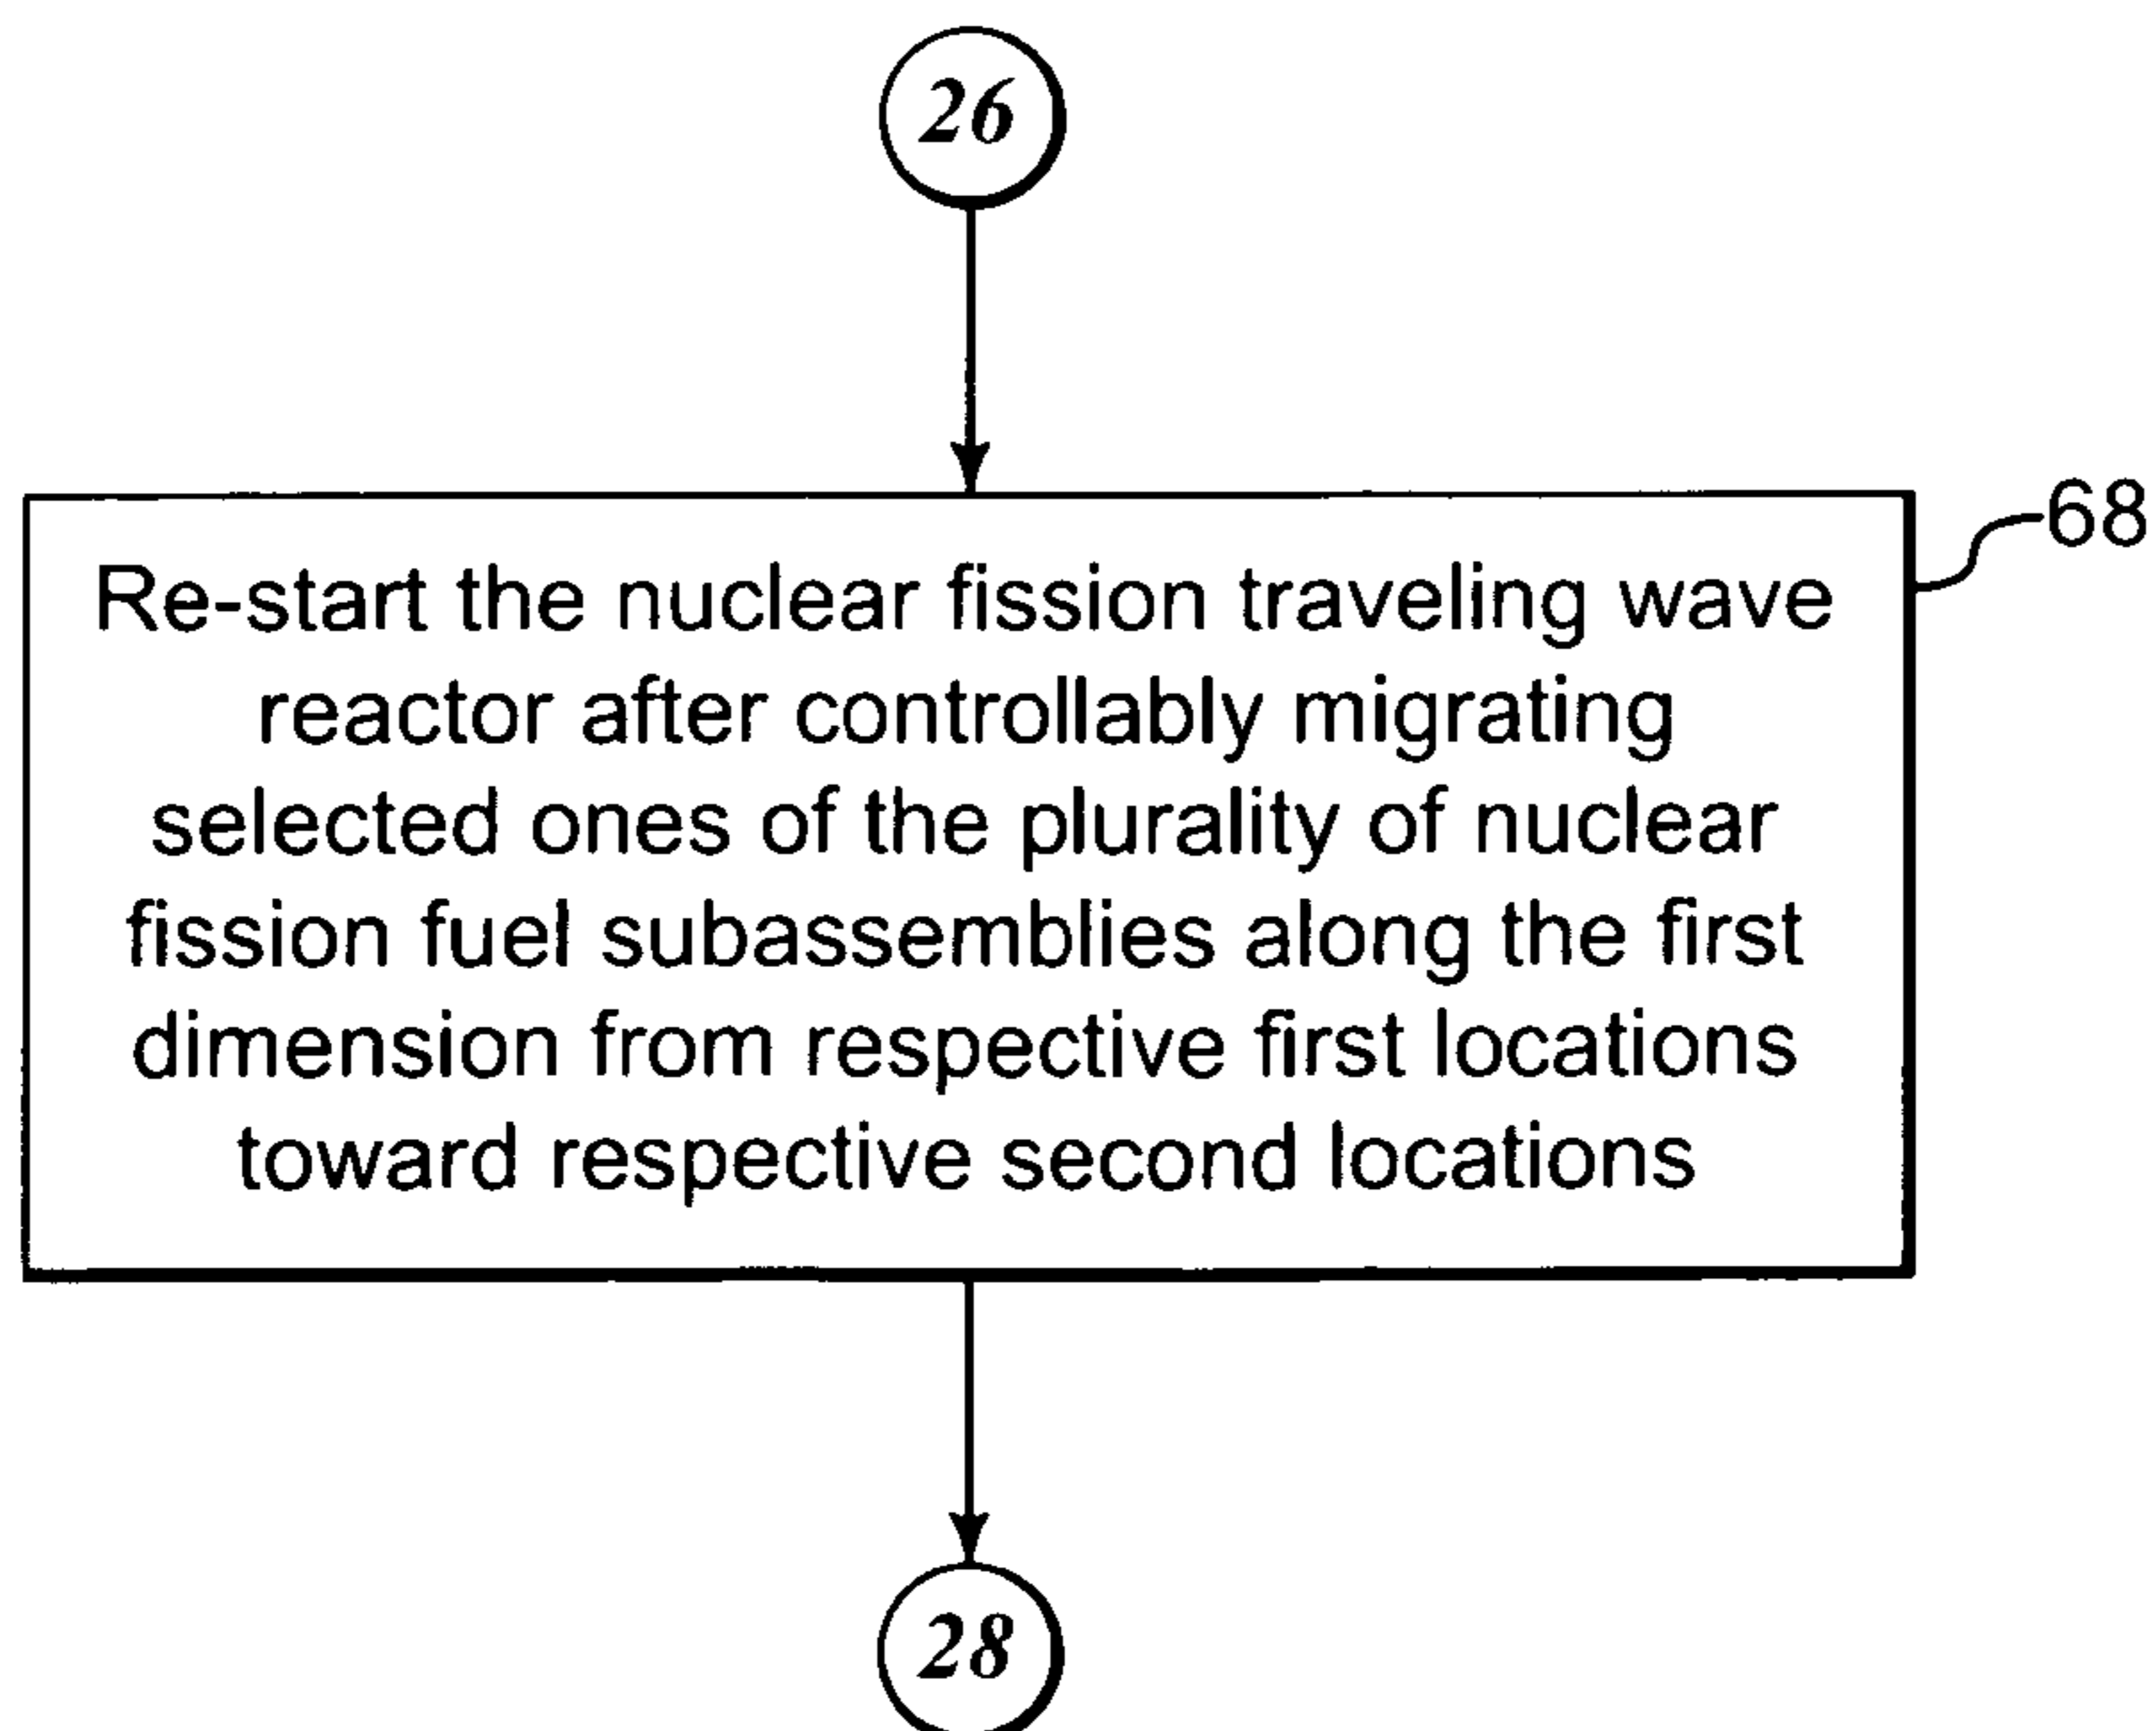 26
68
Re-start the nuclear fission traveling wave
reactor after controllably migrating
selected ones of the plurality of nuclear
fission fuel subassemblies along the first
dimension from respective first locations
toward respective second locations
28